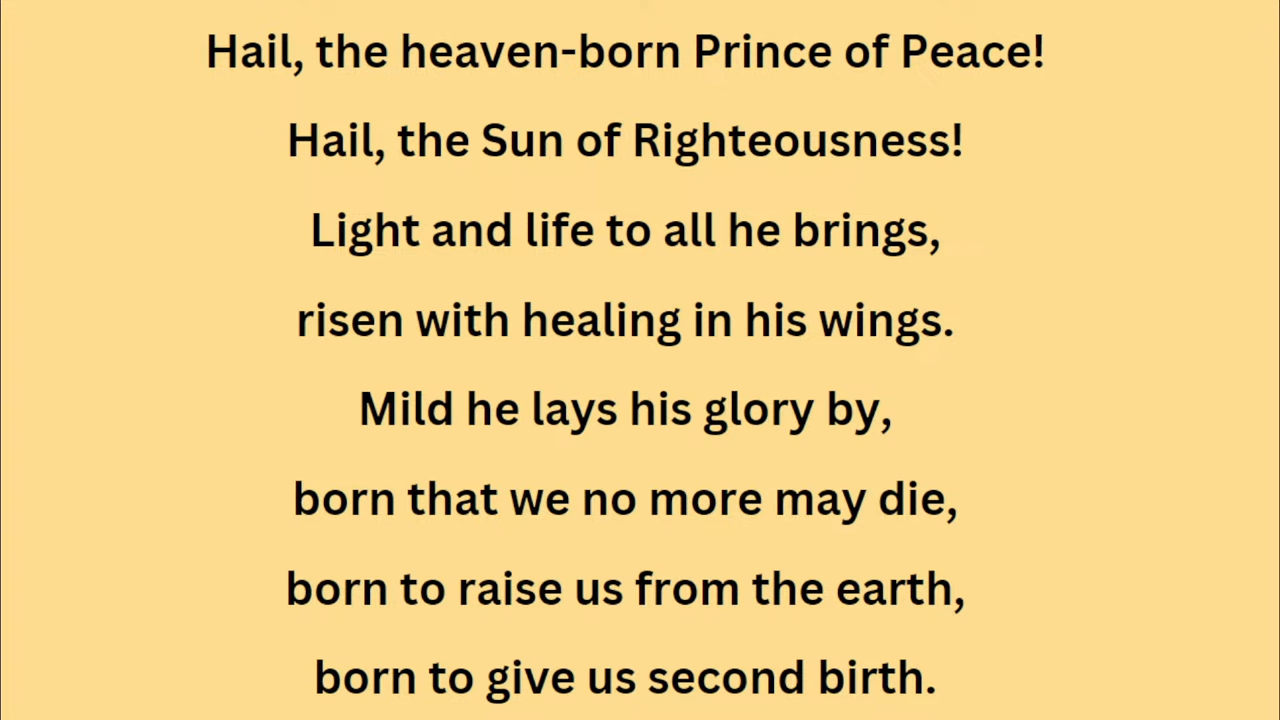 Hail, the heaven-born Prince of Peace!
Hail, the Sun of Righteousness!
Light and life to all he brings,
risen with healing in his wings.
Mild he lays his glory by,
born that we no more may die,
born to raise us from the earth,
born to give us second birth.